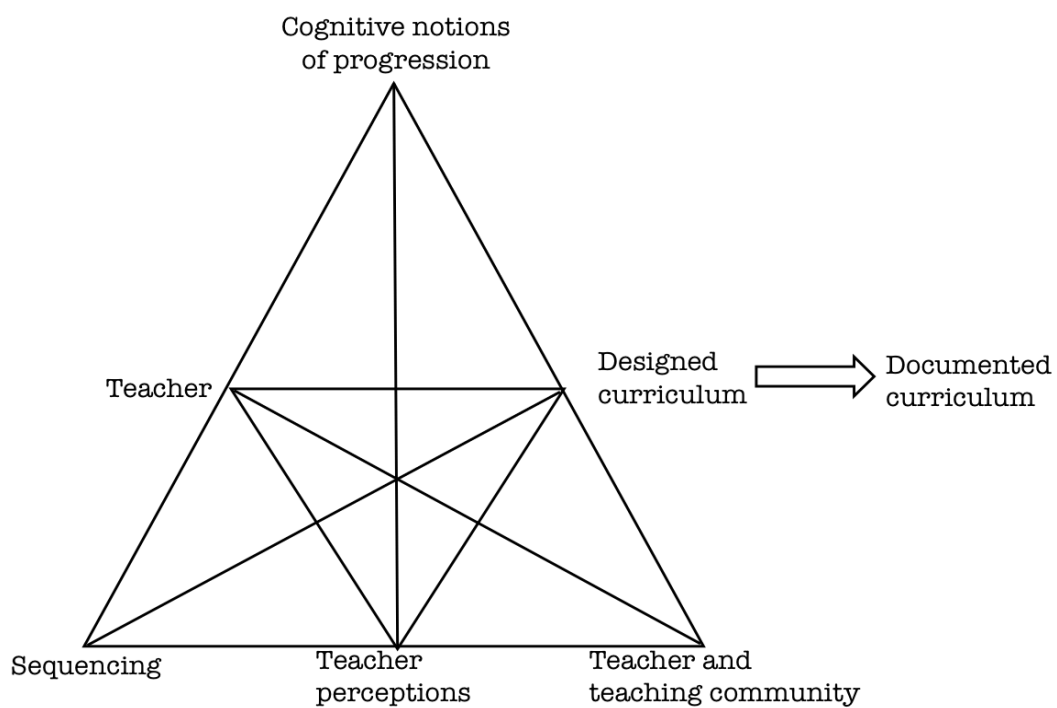 Cognitive notions
of progression
Teacher
Designed
curriculum
Documented
curriculum
Sequencing
Teacher
perceptions
Teacher and
teaching community